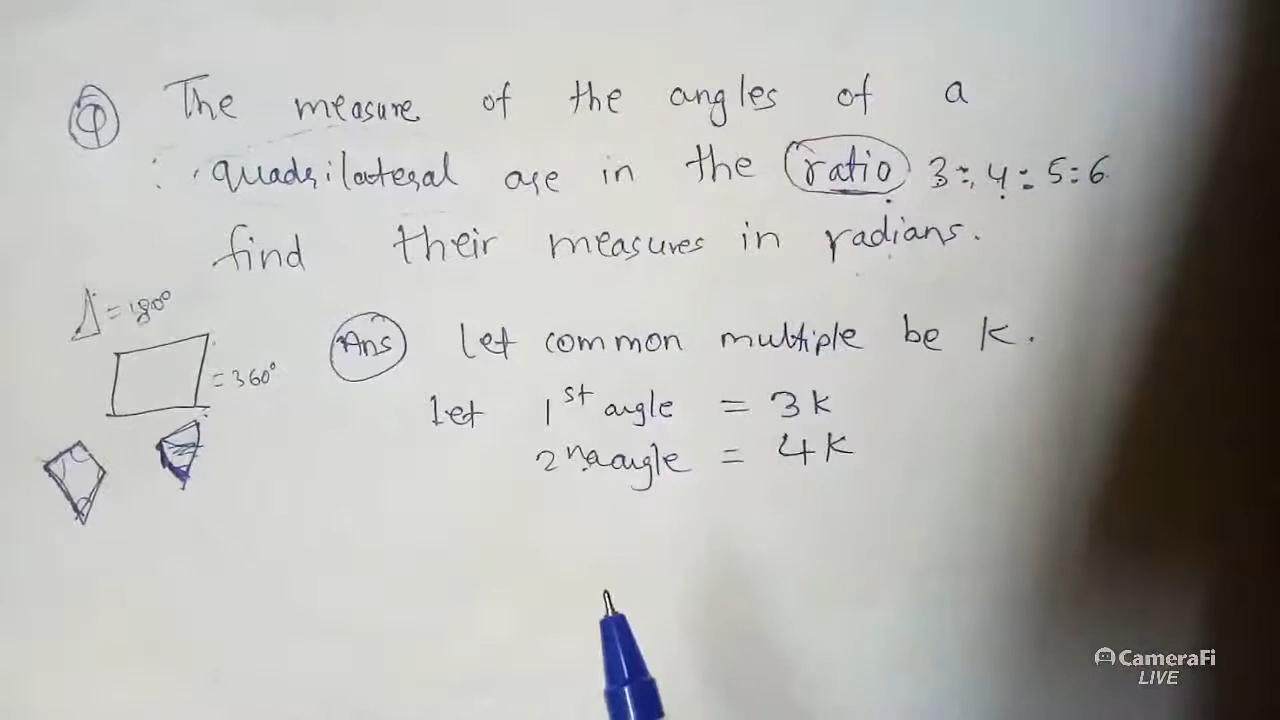 Q The measure of the angles of a
quadrilateral are in the ratio 3:4:5:6
find their measures in radians.
= 180°
= 360°
Ans Let common multiple be k.
Let 1st angle = 3k
2nd angle = 4k
CameraFi
LIVE